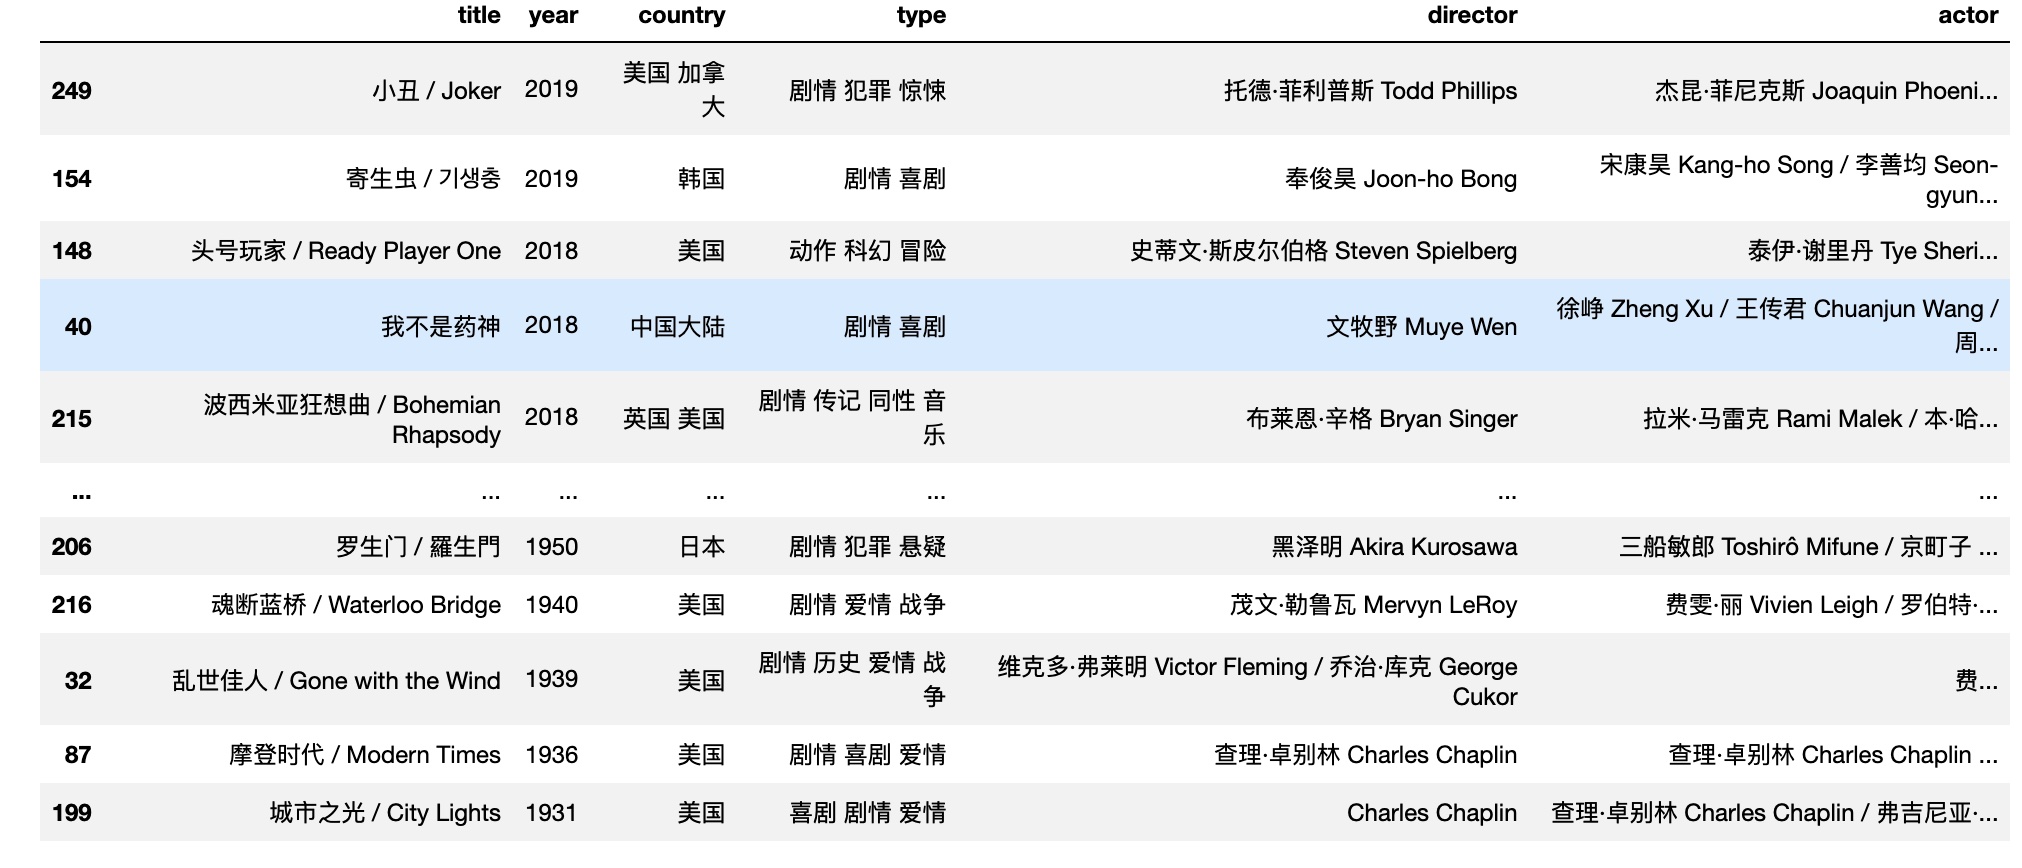 title year country type director actor
249 小丑 / Joker 2019 美国 加拿大 剧情 犯罪 惊悚 托德·菲利普斯 Todd Phillips 杰昆·菲尼克斯 Joaquin Phoeni...
154 寄生虫 / 기생충 2019 韩国 剧情 喜剧 奉俊昊 Joon-ho Bong 宋康昊 Kang-ho Song / 李善均 Seon-gyun...
148 头号玩家 / Ready Player One 2018 美国 动作 科幻 冒险 史蒂文·斯皮尔伯格 Steven Spielberg 泰伊·谢里丹 Tye Sheri...
40 我不是药神 2018 中国大陆 剧情 喜剧 文牧野 Muye Wen 徐峥 Zheng Xu / 王传君 Chuanjun Wang / 周...
215 波西米亚狂想曲 / Bohemian Rhapsody 2018 英国 美国 剧情 传记 同性 音乐 布莱恩·辛格 Bryan Singer 拉米·马雷克 Rami Malek / 本·哈...
... ... ... ... ... ... ...
206 罗生门 / 羅生門 1950 日本 剧情 犯罪 悬疑 黑泽明 Akira Kurosawa 三船敏郎 Toshirô Mifune / 京町子 ...
216 魂断蓝桥 / Waterloo Bridge 1940 美国 剧情 爱情 战争 茂文·勒鲁瓦 Mervyn LeRoy 费雯·丽 Vivien Leigh / 罗伯特·...
32 乱世佳人 / Gone with the Wind 1939 美国 剧情 历史 爱情 战争 维克多·弗莱明 Victor Fleming / 乔治·库克 George Cukor 费...
87 摩登时代 / Modern Times 1936 美国 剧情 喜剧 爱情 查理·卓别林 Charles Chaplin 查理·卓别林 Charles Chaplin ...
199 城市之光 / City Lights 1931 美国 喜剧 剧情 爱情 Charles Chaplin 查理·卓别林 Charles Chaplin / 弗吉尼亚·...